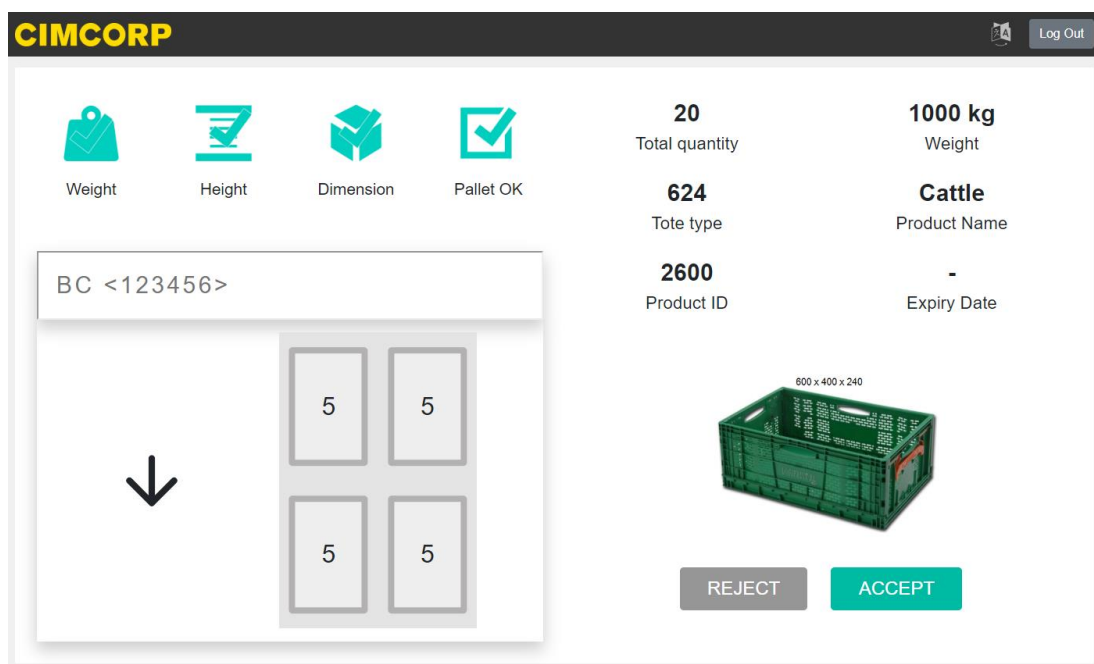 CIMCORP
Log Out
Weight
Height
Dimension
Pallet OK
BC <123456>
5 5
5 5
20
Total quantity
1000 kg
Weight
624
Tote type
Cattle
Product Name
2600
Product ID
-
Expiry Date
600 x 400 x 240
REJECT
ACCEPT